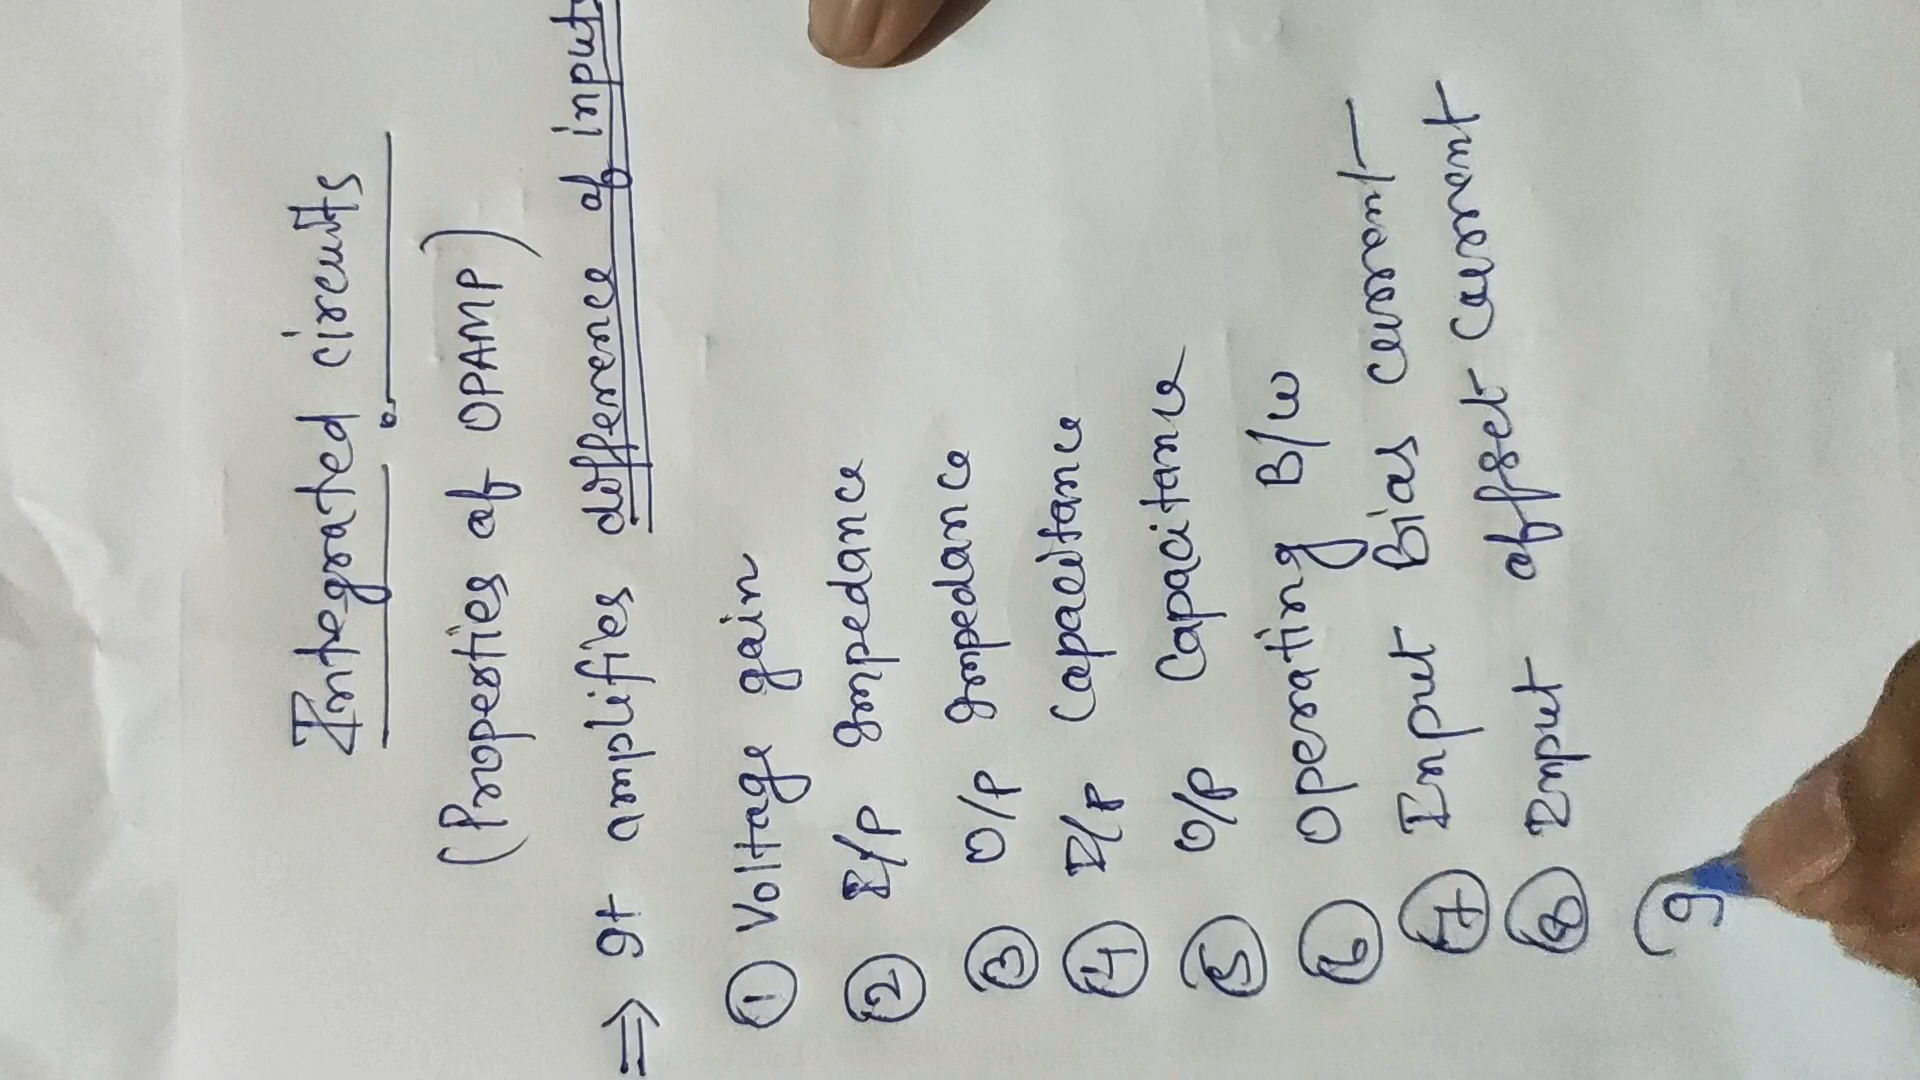 Integrated circuits
(Properties of OPAMP)
⇒ It amplifies difference of input
① Voltage gain
② I/P Impedance
③ O/P Impedance
④ I/P Capacitance
⑤ O/P Capacitance
⑥ Operating B/W
⑦ Input Bias current
⑧ Input offset current
9